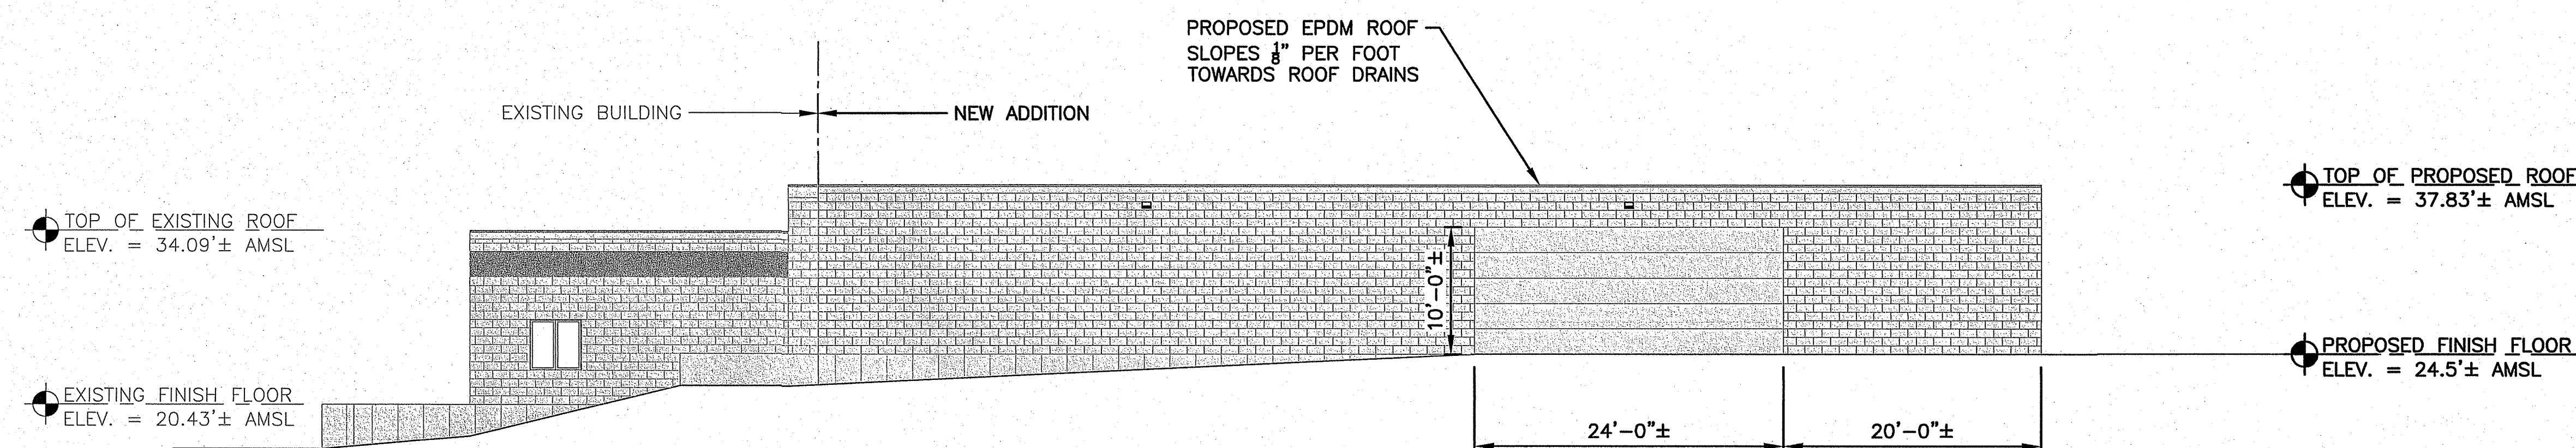 PROPOSED EPDM ROOF
SLOPES 1/8" PER FOOT
TOWARDS ROOF DRAINS
EXISTING BUILDING
NEW ADDITION
TOP OF EXISTING ROOF
ELEV. = 34.09'± AMSL
TOP OF PROPOSED ROOF
ELEV. = 37.83'± AMSL
10'-0"±
EXISTING FINISH FLOOR
ELEV. = 20.43'± AMSL
PROPOSED FINISH FLOOR
ELEV. = 24.5'± AMSL
24'-0"±
20'-0"±